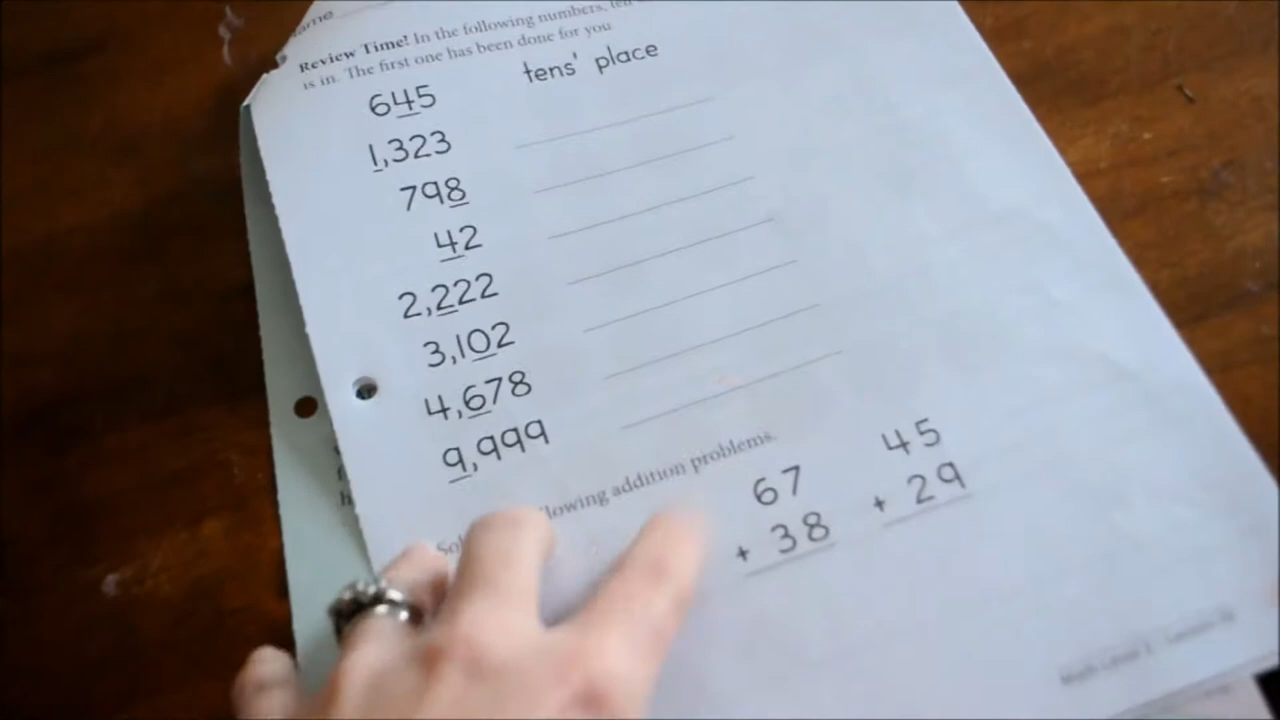 Review Time! In the following numbers,
is in. The first one has been done for you
645 tens' place
1,323
798
42
2,222
3,102
4,678
9,999
addition problems.
67 45
+ 38 + 29